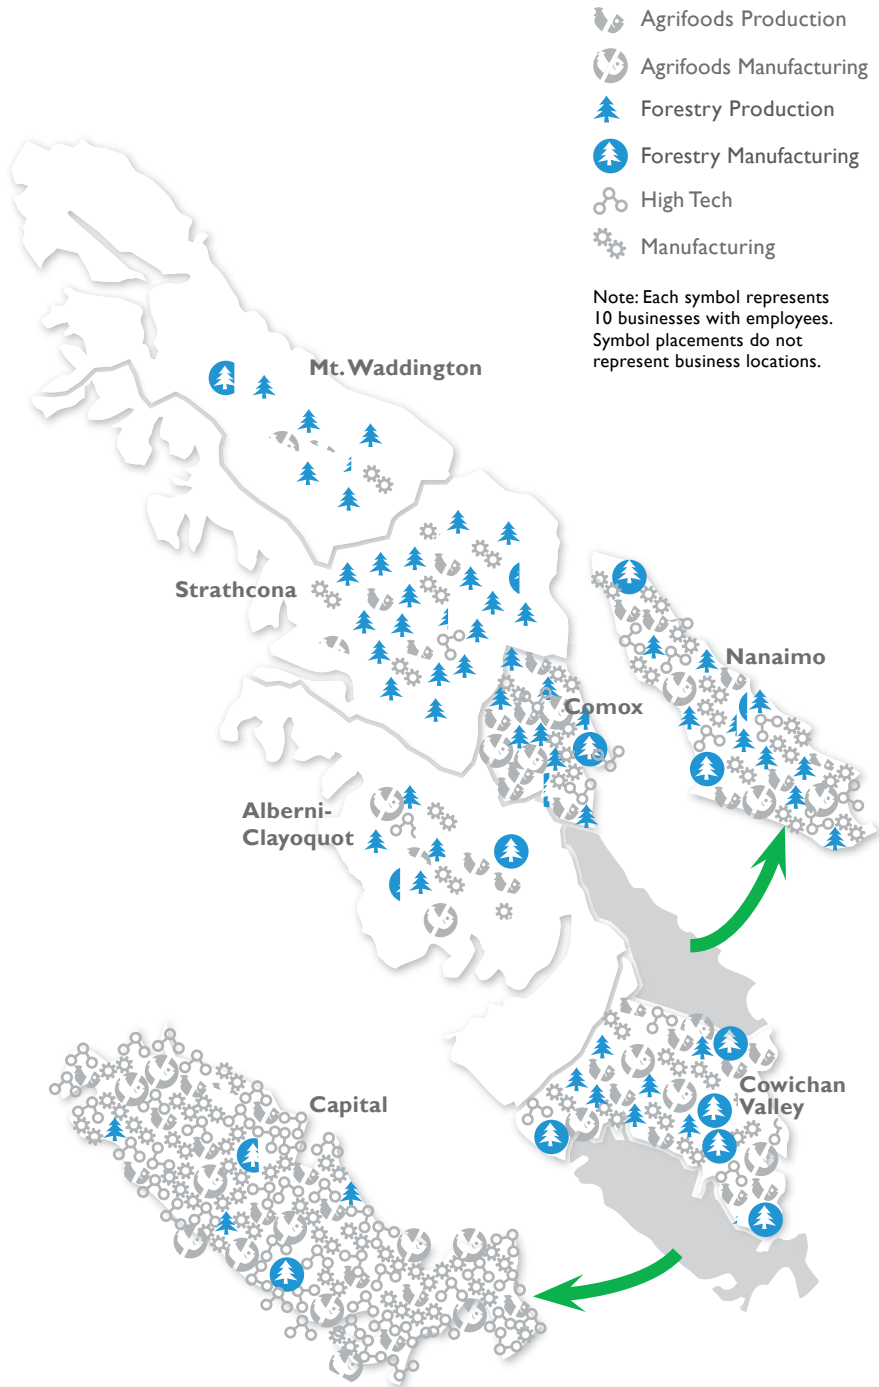 Agrifoods Production
Agrifoods Manufacturing
Forestry Production
Forestry Manufacturing
High Tech
Manufacturing
Note: Each symbol represents
10 businesses with employees.
Symbol placements do not
represent business locations.
Mt. Waddington
Strathcona
Nanaimo
Comox
Alberni-
Clayoquot
Cowichan
Valley
Capital